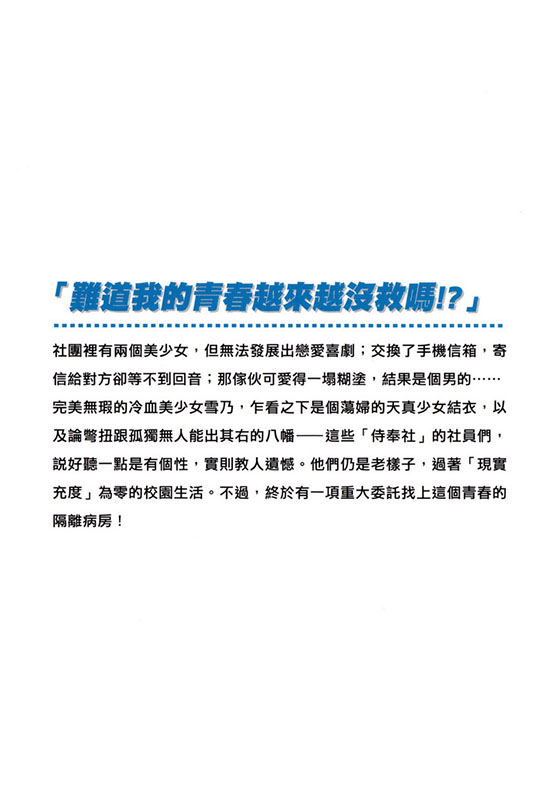 「難道我的青春越來越沒救嗎!?」
社團裡有兩個美少女，但無法發展出戀愛喜劇；交換了手機信箱，寄
信給對方卻等不到回音；那傢伙可愛得一塌糊塗，結果是個男的……
完美無瑕的冷血美少女雪乃，乍看之下是個蕩婦的天真少女結衣，以
及論彆扭跟孤獨無人能出其右的八幡——這些「侍奉社」的社員們，
說好聽一點是有個性，實則教人遺憾。他們仍是老樣子，過著「現實
充度」為零的校園生活。不過，終於有一項重大委託找上這個青春的
隔離病房！